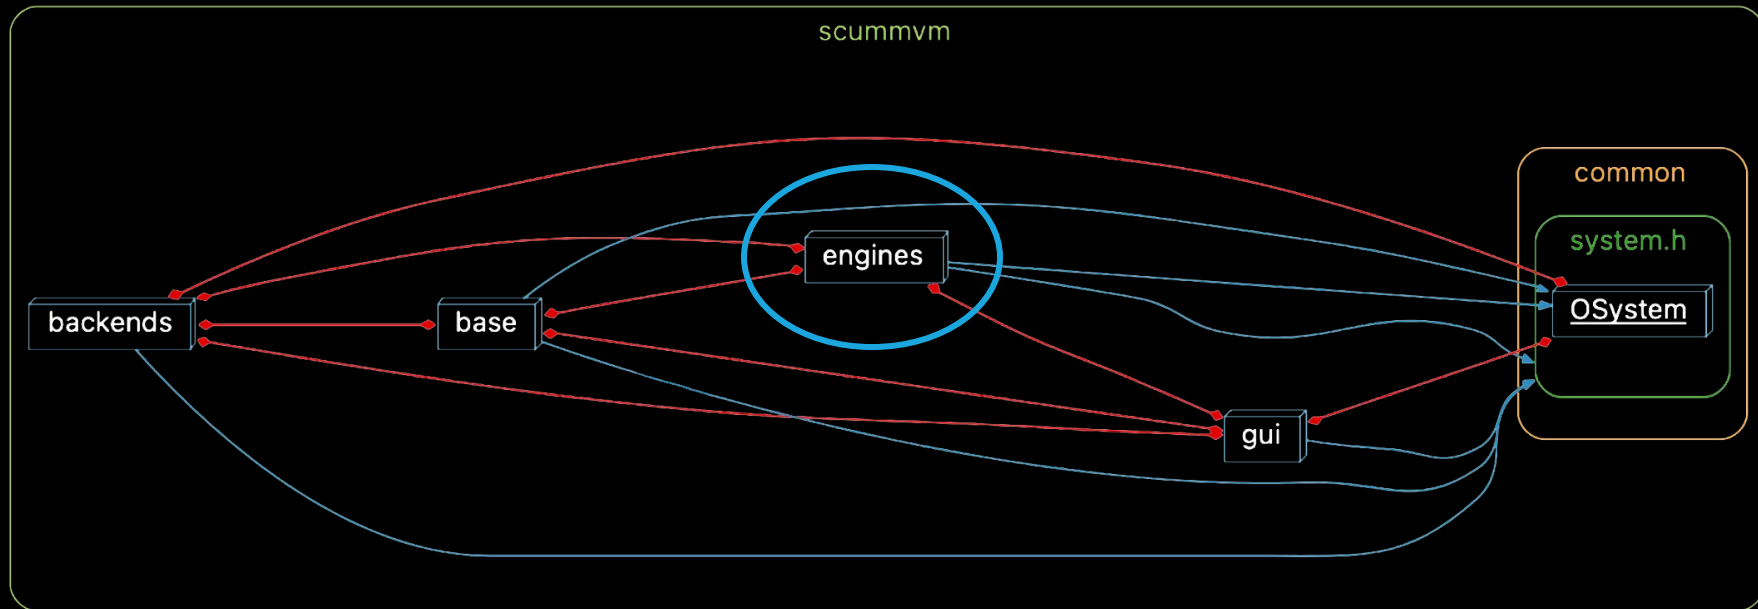 scummvm
common
system.h
engines
OSystem
backends
base
gui